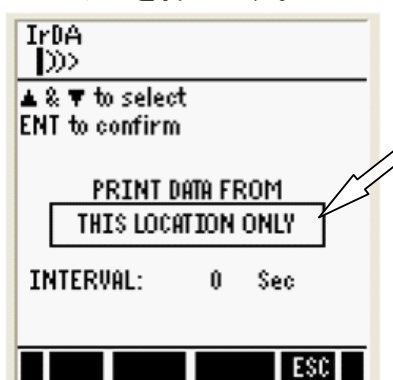 IrDA
▲ & ▼ to select
ENT to confirm
PRINT DATA FROM
THIS LOCATION ONLY
INTERVAL: 0 Sec
ESC